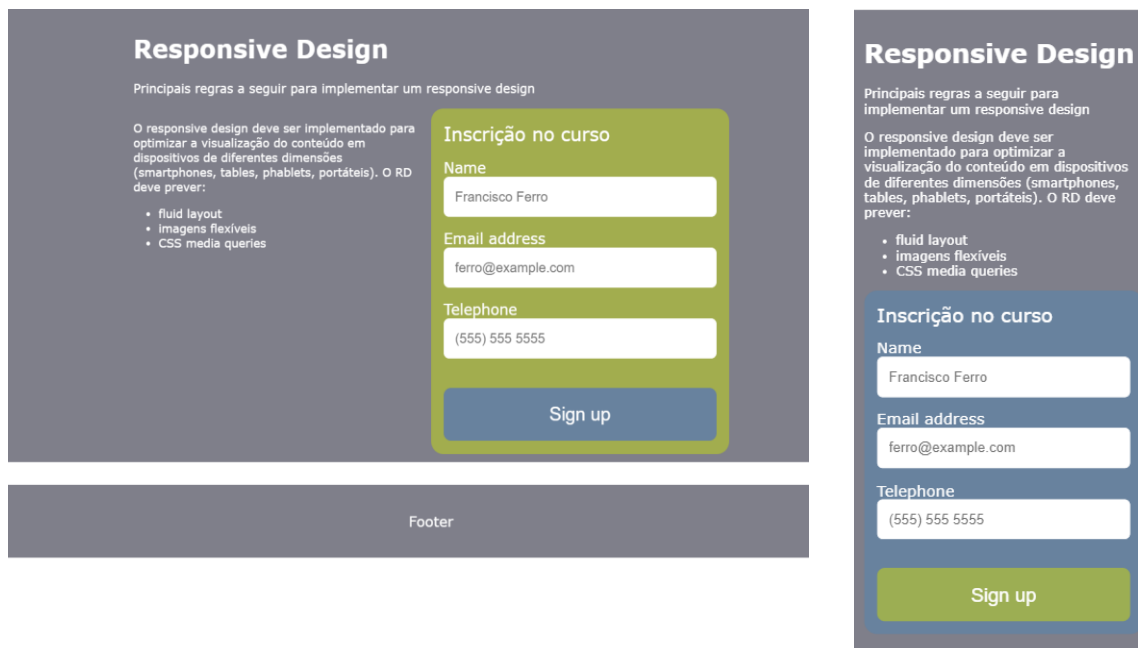 Responsive Design
Principais regras a seguir para implementar um responsive design
O responsive design deve ser implementado para
optimizar a visualização do conteúdo em
dispositivos de diferentes dimensões
(smartphones, tables, phablets, portáteis). O RD
deve prever:
• fluid layout
• imagens flexíveis
• CSS media queries
Inscrição no curso
Name
Francisco Ferro
Email address
ferro@example.com
Telephone
(555) 555 5555
Sign up
Footer
Responsive Design
Principais regras a seguir para
implementar um responsive design
O responsive design deve ser
implementado para optimizar a
visualização do conteúdo em dispositivos
de diferentes dimensões (smartphones,
tables, phablets, portáteis). O RD deve
prever:
• fluid layout
• imagens flexíveis
• CSS media queries
Inscrição no curso
Name
Francisco Ferro
Email address
ferro@example.com
Telephone
(555) 555 5555
Sign up